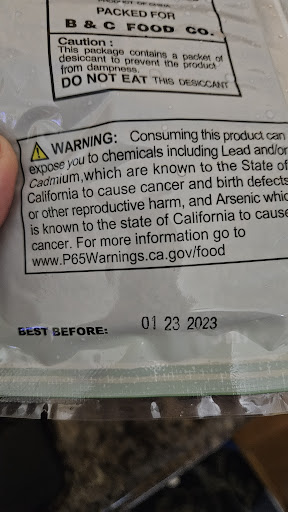 PACKED FOR
B & C FOOD CO.
Caution :
This package contains a packet of
desiccant to prevent the product
from dampness.
DO NOT EAT THIS DESICCANT
WARNING: Consuming this product can
expose you to chemicals including Lead and/or
Cadmium,which are known to the State of
California to cause cancer and birth defects
or other reproductive harm, and Arsenic whic
is known to the state of California to cause
cancer. For more information go to
www.P65Warnings.ca.gov/food
BEST BEFORE: 01 23 2023